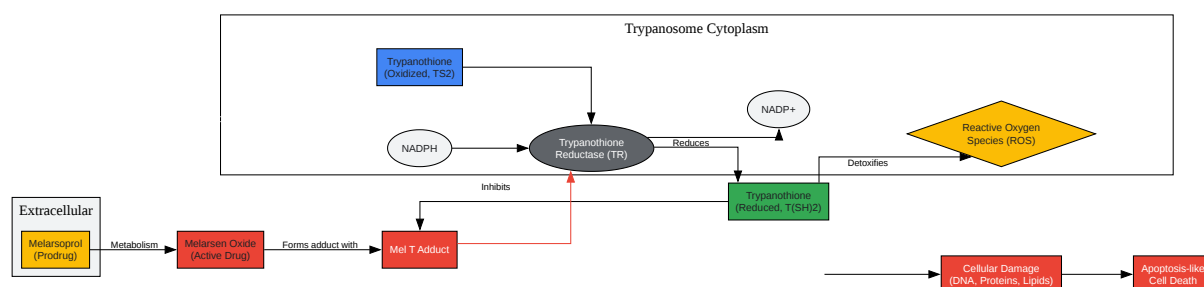 Trypanosome Cytoplasm
Trypanothione
(Oxidized, TS2)
NADP+
Reactive Oxygen
Species (ROS)
NADPH
Trypanothione
Reductase (TR)
Reduces
Detoxifies
Inhibits
Trypanothione
(Reduced, T(SH)2)
Extracellular
Melarsoprol
(Prodrug)
Metabolism
Melarsen Oxide
(Active Drug)
Forms adduct with
Mel T Adduct
Cellular Damage
(DNA, Proteins, Lipids)
Apoptosis-like
Cell Death